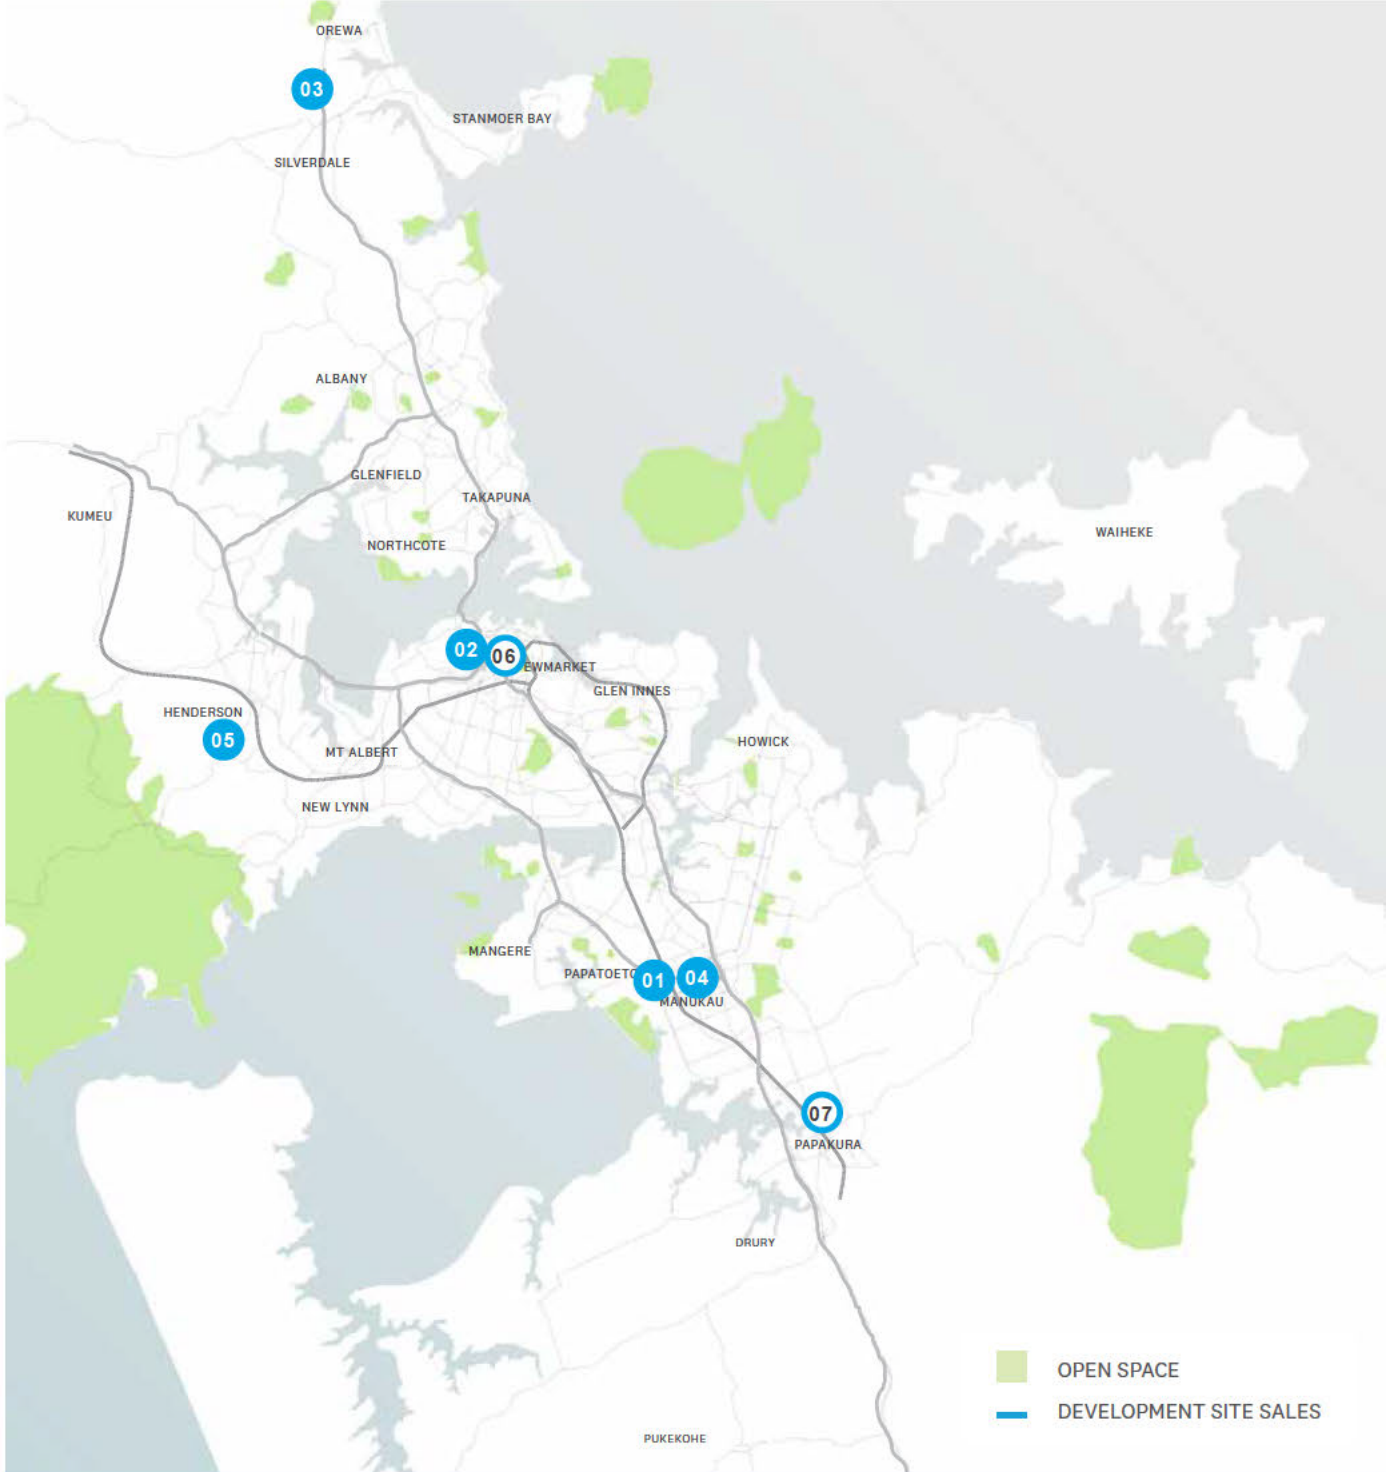 OREWA
03
STANMOER BAY
SILVERDALE
ALBANY
GLENFIELD
TAKAPUNA
KUMEU
WAIHEKE
NORTHCOTE
02
06
EWMARKET
GLEN INNES
HENDERSON
05
HOWICK
MT ALBERT
NEW LYNN
MANGERE
PAPATOETO
01
04
MANUKAU
07
PAPAKURA
DRURY
OPEN SPACE
DEVELOPMENT SITE SALES
PUKEKOHE